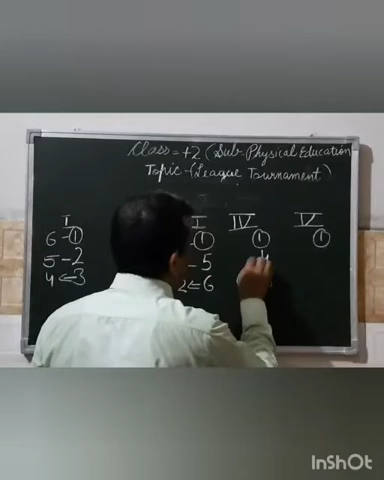 Class = +2 (Sub-Physical Education
Topic - (League Tournament)
I I IV V
6 - 1 - 1 1 1
5 - 2 - 5
4 ← 3 2 ← 6
InShOt